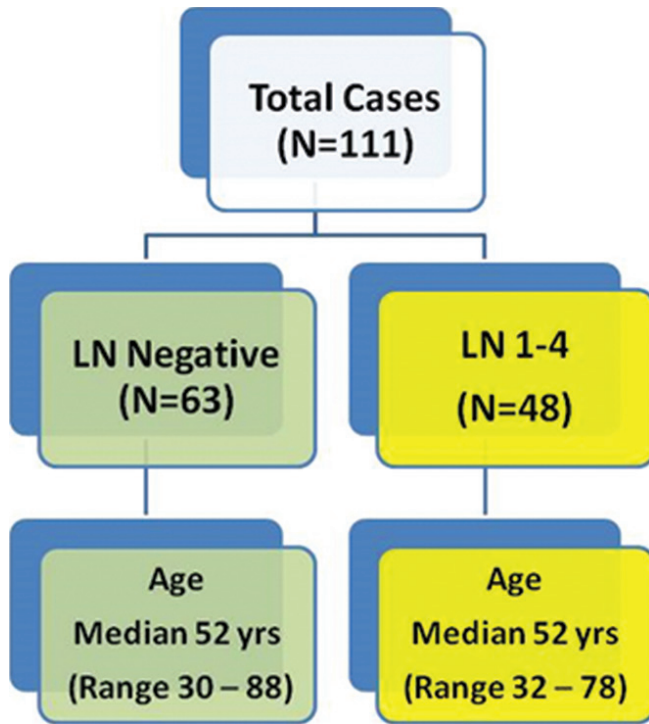 Total Cases
(N=111)
LN Negative
(N=63)
LN 1-4
(N=48)
Age
Median 52 yrs
(Range 30 – 88)
Age
Median 52 yrs
(Range 32 – 78)